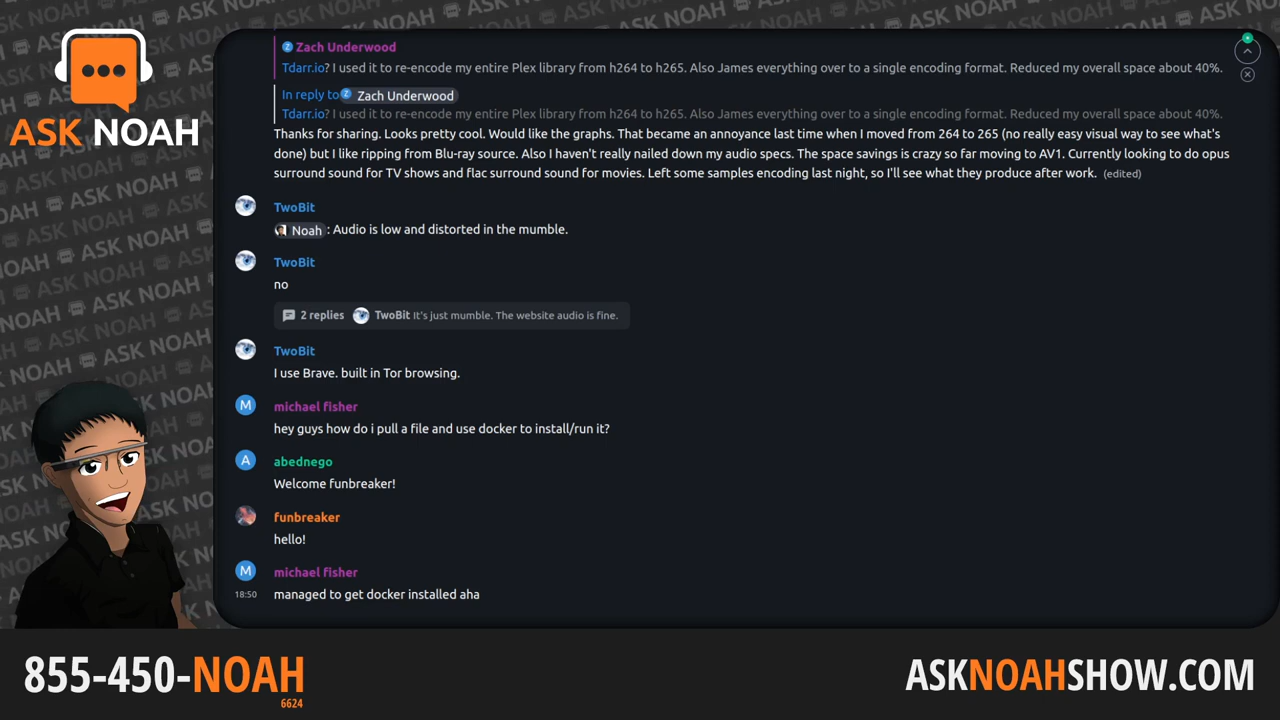 ASK NOAH
Zach Underwood
Tdarr.io? I used it to re-encode my entire Plex library from h264 to h265. Also James everything over to a single encoding format. Reduced my overall space about 40%.
In reply to Zach Underwood
Tdarr.io? I used it to re-encode my entire Plex library from h264 to h265. Also James everything over to a single encoding format. Reduced my overall space about 40%.
Thanks for sharing. Looks pretty cool. Would like the graphs. That became an annoyance last time when I moved from 264 to 265 (no really easy visual way to see what's
done) but I like ripping from Blu-ray source. Also I haven't really nailed down my audio specs. The space savings is crazy so far moving to AV1. Currently looking to do opus
surround sound for TV shows and flac surround sound for movies. Left some samples encoding last night, so I'll see what they produce after work. (edited)
TwoBit
Noah : Audio is low and distorted in the mumble.
TwoBit
no
2 replies TwoBit It's just mumble. The website audio is fine.
TwoBit
I use Brave. built in Tor browsing.
M michael fisher
hey guys how do i pull a file and use docker to install/run it?
A abednego
Welcome funbreaker!
funbreaker
hello!
M michael fisher
18:50 managed to get docker installed aha
855-450-NOAH
6624
ASKNOAHSHOW.COM